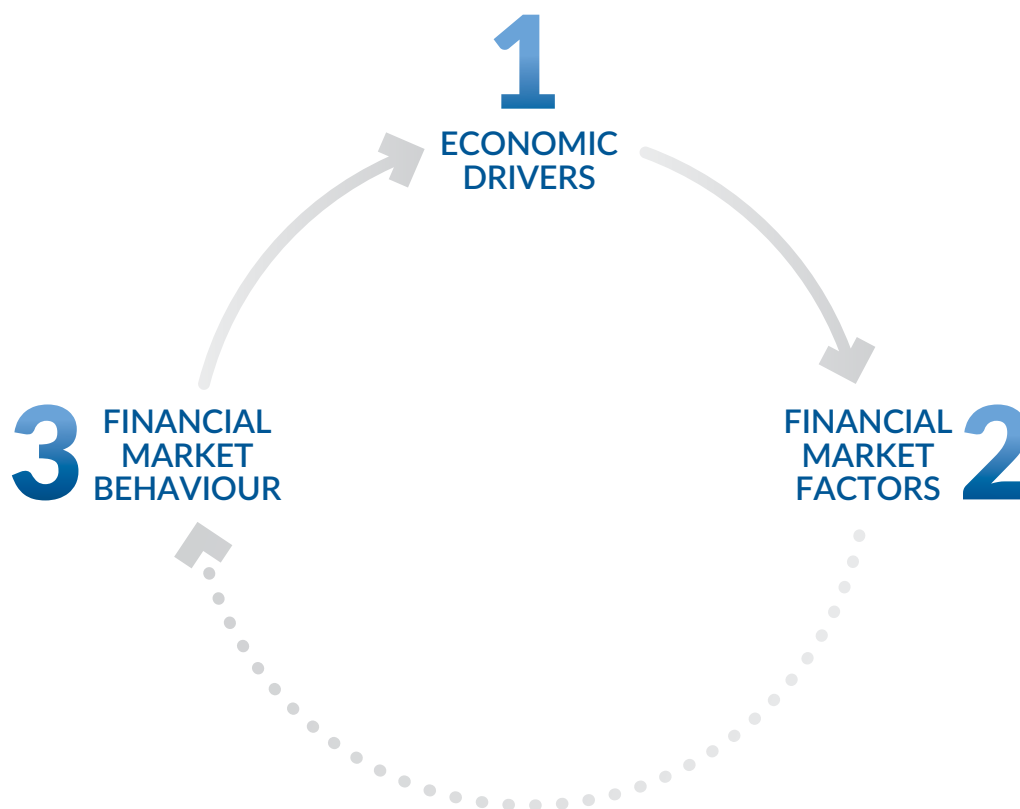 1
ECONOMIC
DRIVERS
3
FINANCIAL
MARKET
BEHAVIOUR
FINANCIAL
MARKET
FACTORS
2